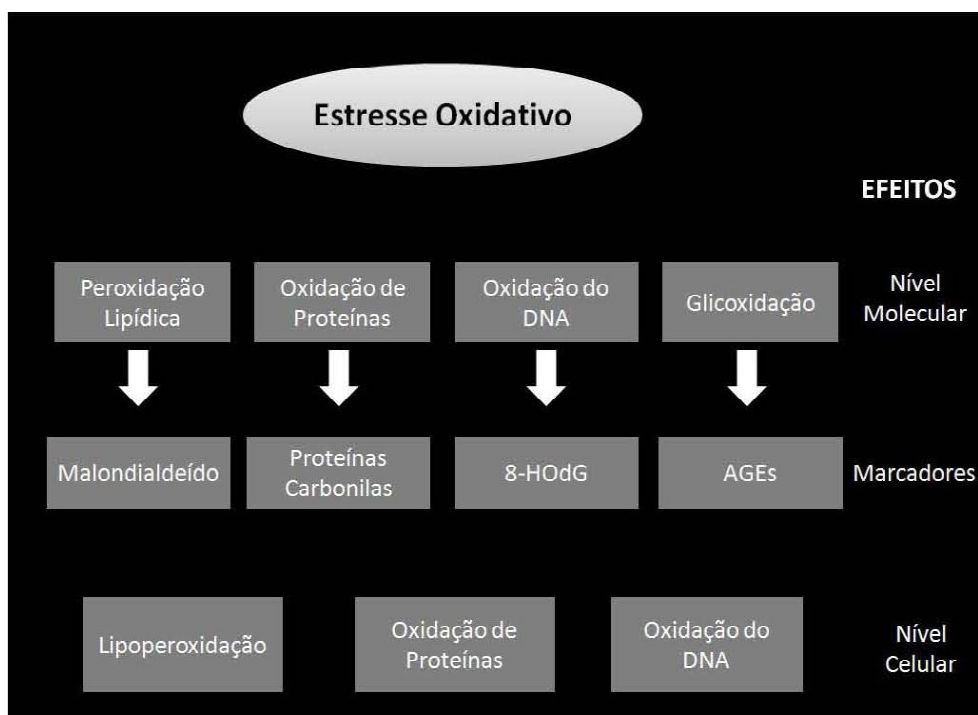 Estresse Oxidativo
EFEITOS
Peroxidação
Lipídica
Oxidação de
Proteínas
Oxidação do
DNA
Glicoxidação
Nível
Molecular
Malondialdeído
Proteínas
Carbonilas
8-HOdG
AGEs
Marcadores
Lipoperoxidação
Oxidação de
Proteínas
Oxidação do
DNA
Nível
Celular